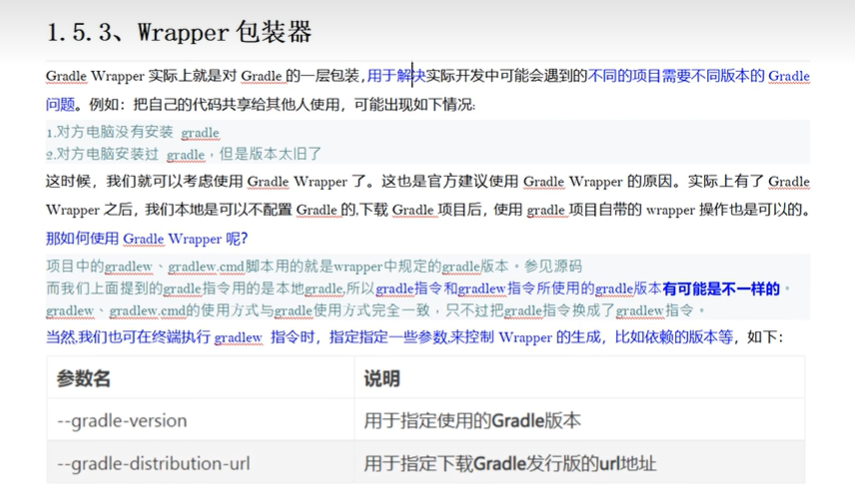 1.5.3、Wrapper 包装器
Gradle Wrapper 实际上就是对 Gradle 的一层包装,用于解决实际开发中可能会遇到的不同的项目需要不同版本的 Gradle
问题。例如：把自己的代码共享给其他人使用，可能出现如下情况:
1.对方电脑没有安装 gradle
2.对方电脑安装过 gradle，但是版本太旧了
这时候，我们就可以考虑使用 Gradle Wrapper 了。这也是官方建议使用 Gradle Wrapper 的原因。实际上有了 Gradle
Wrapper 之后，我们本地是可以不配置 Gradle 的,下载 Gradle 项目后，使用 gradle 项目自带的 wrapper 操作也是可以的。
那如何使用 Gradle Wrapper 呢？
项目中的gradlew、gradlew.cmd脚本用的就是wrapper中规定的gradle版本。参见源码
而我们上面提到的gradle指令用的是本地gradle,所以gradle指令和gradlew指令所使用的gradle版本有可能是不一样的。
gradlew、gradlew.cmd的使用方式与gradle使用方式完全一致，只不过把gradle指令换成了gradlew指令。
当然,我们也可在终端执行 gradlew 指令时，指定指定一些参数,来控制 Wrapper 的生成，比如依赖的版本等，如下：
参数名 说明
--gradle-version 用于指定使用的Gradle版本
--gradle-distribution-url 用于指定下载Gradle发行版的url地址